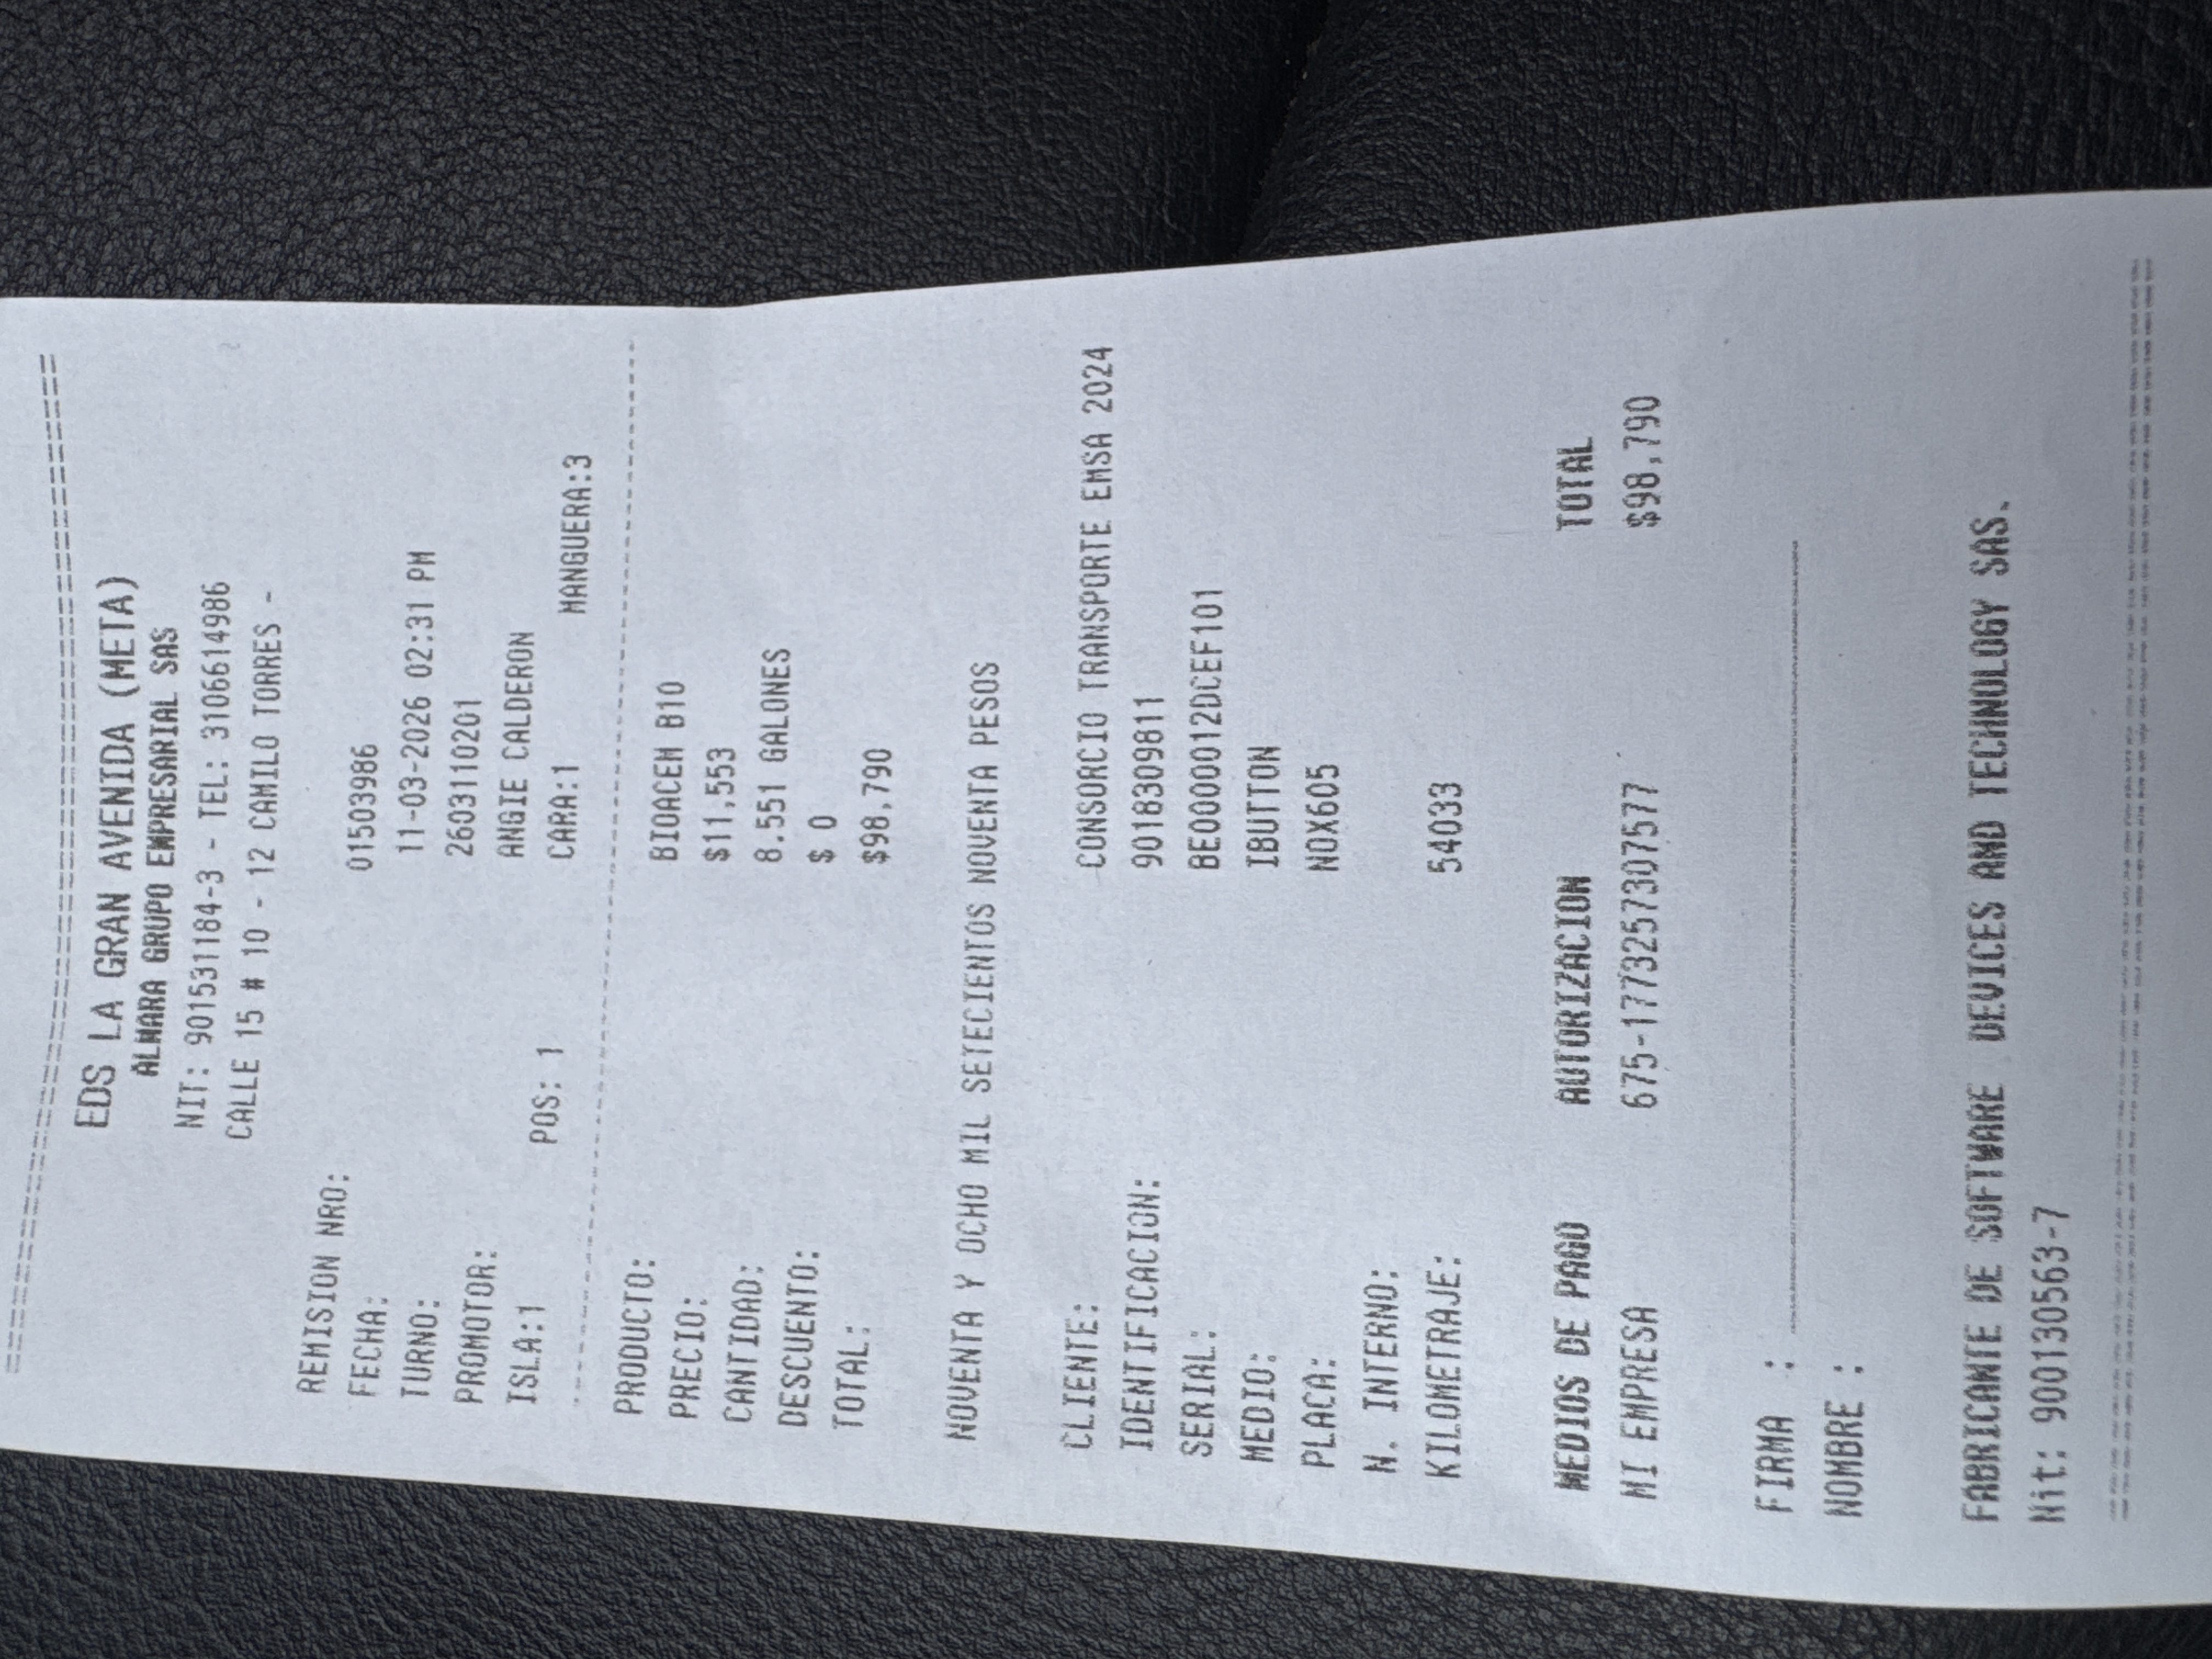 EDS LA GRAN AVENIDA (META)
ALMARA GRUPO EMPRESARIAL SAS
NIT: 901531184-3 - TEL: 3106614986
CALLE 15 # 10 - 12 CAMILO TORRES -
REMISION NRO: 01503986
FECHA: 11-03-2026 02:31 PM
TURNO: 2603110201
PROMOTOR: ANGIE CALDERON
ISLA:1 POS: 1 CARA:1 MANGUERA:3
PRODUCTO: BIOACEM B10
PRECIO: $11,553
CANTIDAD: 8.551 GALONES
DESCUENTO: $ 0
TOTAL: $98,790
NOVENTA Y OCHO MIL SETECIENTOS NOVENTA PESOS
CLIENTE: CONSORCIO TRANSPORTE EMSA 2024
IDENTIFICACION: 9018309811
SERIAL: BE0000012DCEF101
MEDIO: IBUTTON
PLACA: NOX605
N. INTERNO:
KILOMETRAJE: 54033
MEDIOS DE PAGO AUTORIZACION TOTAL
MI EMPRESA 675-1773257307577 $98,790
FIRMA :
NOMBRE :
FABRICANTE DE SOFTWARE DEVICES AND TECHNOLOGY SAS.
Nit: 900130563-7